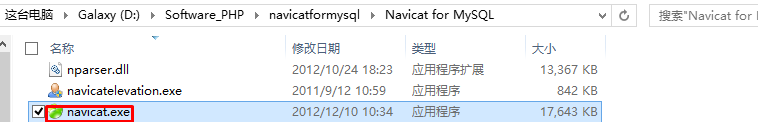 这台电脑 › Galaxy (D:) › Software_PHP › navicatformysql › Navicat for MySQL
搜索"Navicat for
名称 修改日期 类型 大小
nparser.dll 2012/10/24 18:23 应用程序扩展 13,367 KB
navicatelevation.exe 2011/9/12 10:59 应用程序 842 KB
navicat.exe 2012/12/10 10:34 应用程序 17,643 KB